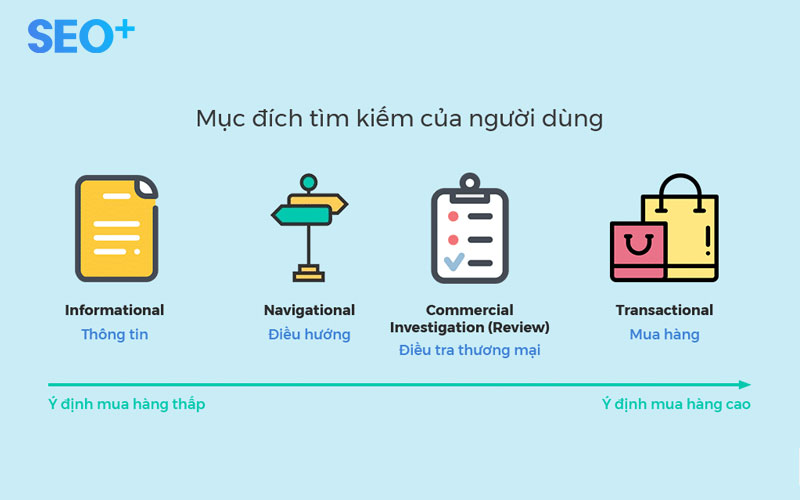 SEO+
Mục đích tìm kiếm của người dùng
Informational
Thông tin
Navigational
Điều hướng
Commercial
Investigation (Review)
Điều tra thương mại
Transactional
Mua hàng
Ý định mua hàng thấp
Ý định mua hàng cao